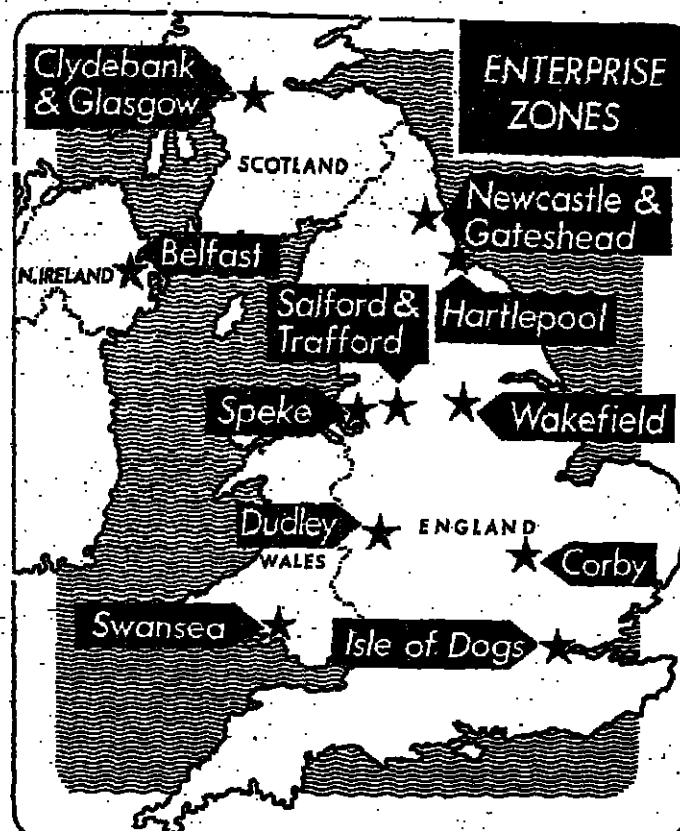 Clydebank
& Glasgow
ENTERPRISE
ZONES
SCOTLAND
Newcastle &
Gateshead
Belfast
N. IRELAND
Salford &
Trafford
Hartlepool
Speke
Wakefield
Dudley
ENGLAND
WALES
Corby
Swansea
Isle of Dogs